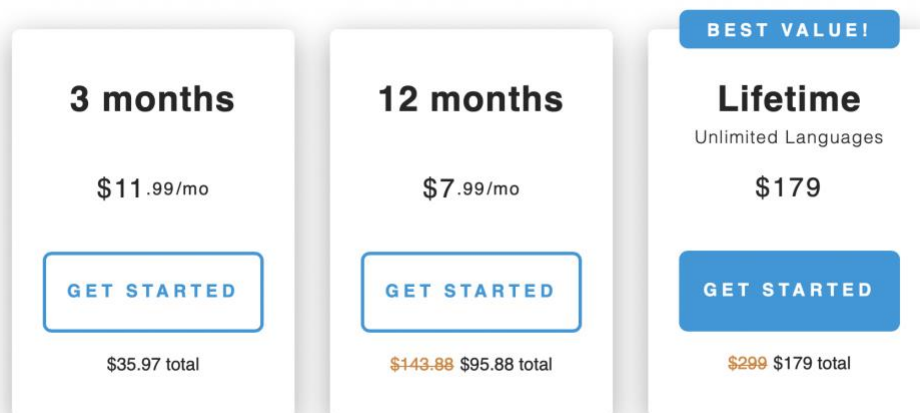 3 months
$11.99/mo
GET STARTED
$35.97 total
12 months
$7.99/mo
GET STARTED
$143.88 $95.88 total
BEST VALUE!
Lifetime
Unlimited Languages
$179
GET STARTED
$299 $179 total